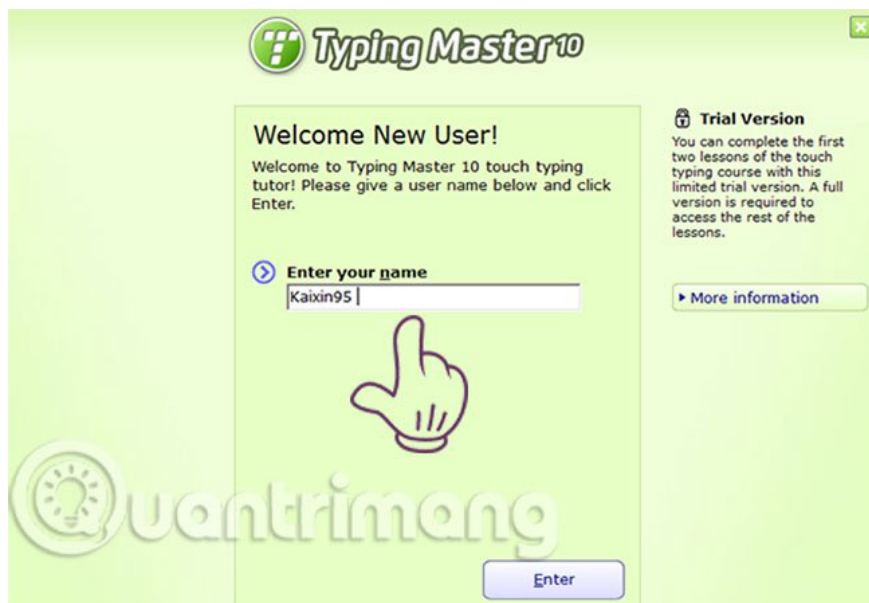 Typing Master 10
Welcome New User!
Welcome to Typing Master 10 touch typing
tutor! Please give a user name below and click
Enter.
Enter your name
Kaixin95
Enter
Trial Version
You can complete the first
two lessons of the touch
typing course with this
limited trial version. A full
version is required to
access the rest of the
lessons.
More information
Quantrimang